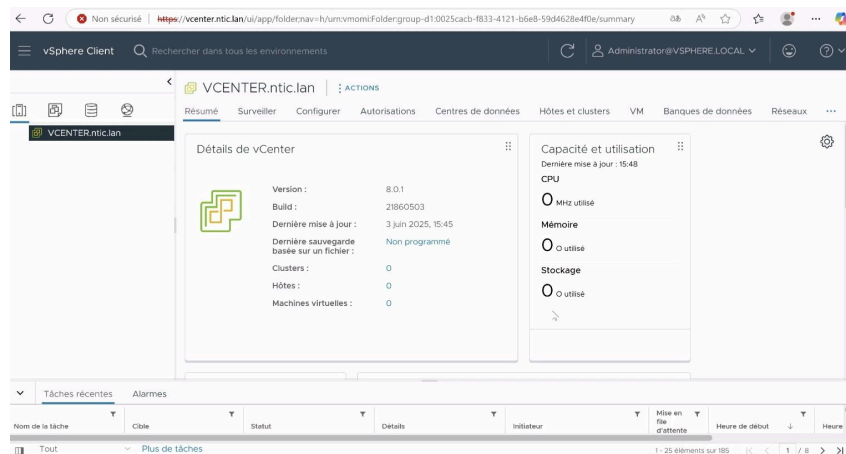 Non sécurisé
https://vcenter.ntic.lan/ui/app/folder;nav=h/urn:vmomi:Folder:group-d1:0025cacb-f833-4121-b6e8-59d4628e4f0e/summary
vSphere Client
Rechercher dans tous les environnements
Administrator@VSPHERE.LOCAL
VCENTER.ntic.lan
VCENTER.ntic.lan
ACTIONS
Résumé Surveiller Configurer Autorisations Centres de données Hôtes et clusters VM Banques de données Réseaux ...
Détails de vCenter
Version : 8.0.1
Build : 21860503
Dernière mise à jour : 3 juin 2025, 15:45
Dernière sauvegarde Non programmé
basée sur un fichier :
Clusters : 0
Hôtes : 0
Machines virtuelles : 0
Capacité et utilisation
Dernière mise à jour : 15:48
CPU
0 MHz utilisé
Mémoire
0 O utilisé
Stockage
0 O utilisé
Tâches récentes Alarmes
Nom de la tâche Cible Statut Détails Initiateur
Mise en
file
d'attente
Heure de début Heure
Tout Plus de tâches
1 - 25 éléments sur 185 1 / 8